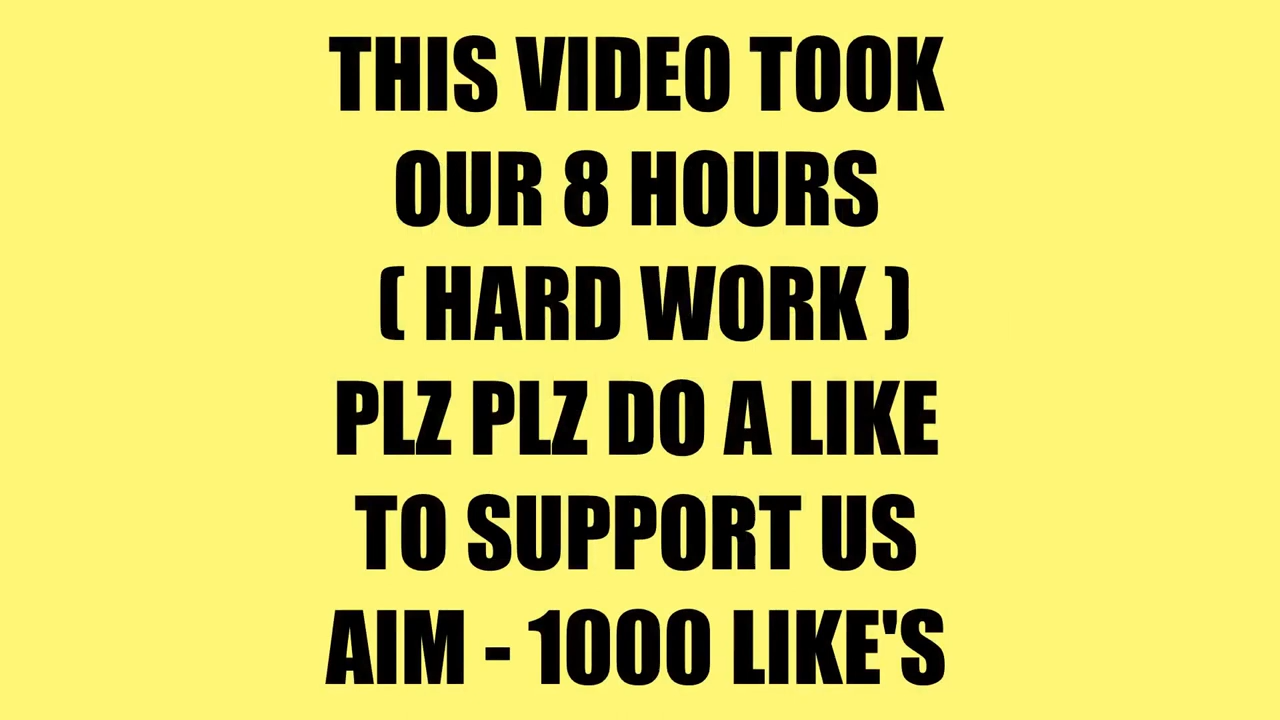 THIS VIDEO TOOK
OUR 8 HOURS
( HARD WORK )
PLZ PLZ DO A LIKE
TO SUPPORT US
AIM - 1000 LIKE'S